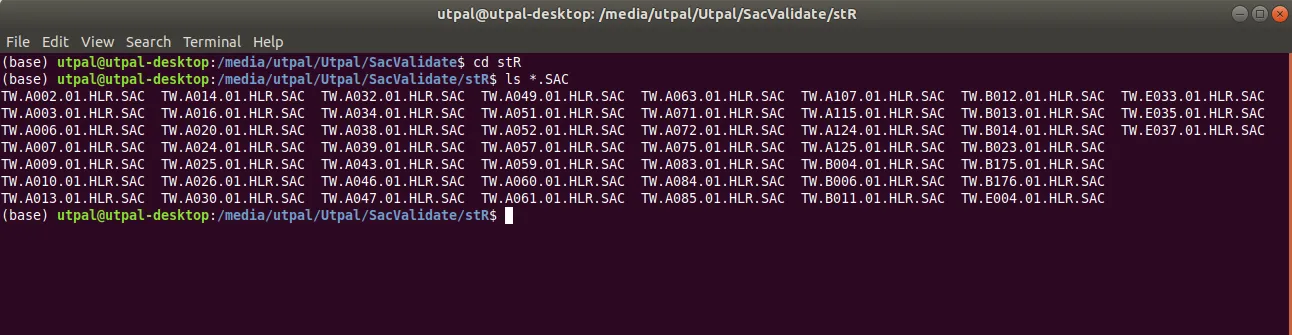 utpal@utpal-desktop: /media/utpal/Utpal/SacValidate/stR
File Edit View Search Terminal Help
(base) utpal@utpal-desktop:/media/utpal/Utpal/SacValidate$ cd stR
(base) utpal@utpal-desktop:/media/utpal/Utpal/SacValidate/stR$ ls *.SAC
TW.A002.01.HLR.SAC TW.A014.01.HLR.SAC TW.A032.01.HLR.SAC TW.A049.01.HLR.SAC TW.A063.01.HLR.SAC TW.A107.01.HLR.SAC TW.B012.01.HLR.SAC TW.E033.01.HLR.SAC
TW.A003.01.HLR.SAC TW.A016.01.HLR.SAC TW.A034.01.HLR.SAC TW.A051.01.HLR.SAC TW.A071.01.HLR.SAC TW.A115.01.HLR.SAC TW.B013.01.HLR.SAC TW.E035.01.HLR.SAC
TW.A006.01.HLR.SAC TW.A020.01.HLR.SAC TW.A038.01.HLR.SAC TW.A052.01.HLR.SAC TW.A072.01.HLR.SAC TW.A124.01.HLR.SAC TW.B014.01.HLR.SAC TW.E037.01.HLR.SAC
TW.A007.01.HLR.SAC TW.A024.01.HLR.SAC TW.A039.01.HLR.SAC TW.A057.01.HLR.SAC TW.A075.01.HLR.SAC TW.A125.01.HLR.SAC TW.B023.01.HLR.SAC
TW.A009.01.HLR.SAC TW.A025.01.HLR.SAC TW.A043.01.HLR.SAC TW.A059.01.HLR.SAC TW.A083.01.HLR.SAC TW.B004.01.HLR.SAC TW.B175.01.HLR.SAC
TW.A010.01.HLR.SAC TW.A026.01.HLR.SAC TW.A046.01.HLR.SAC TW.A060.01.HLR.SAC TW.A084.01.HLR.SAC TW.B006.01.HLR.SAC TW.B176.01.HLR.SAC
TW.A013.01.HLR.SAC TW.A030.01.HLR.SAC TW.A047.01.HLR.SAC TW.A061.01.HLR.SAC TW.A085.01.HLR.SAC TW.B011.01.HLR.SAC TW.E004.01.HLR.SAC
(base) utpal@utpal-desktop:/media/utpal/Utpal/SacValidate/stR$